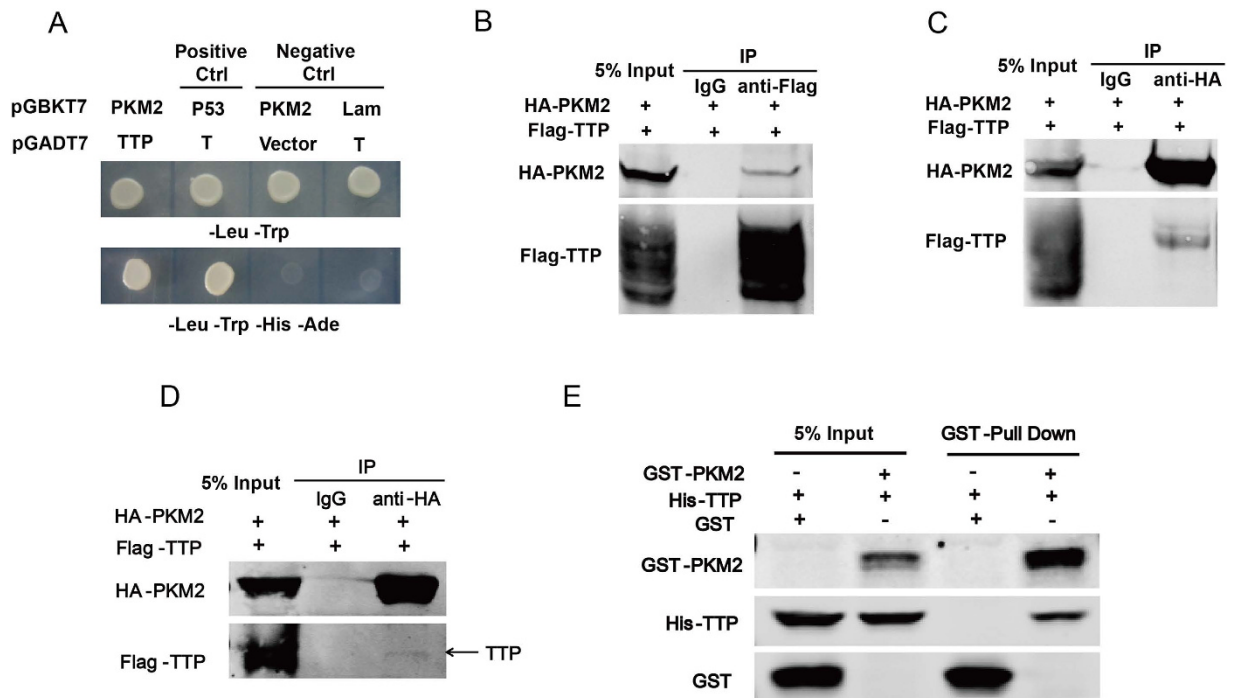 A
Positive Ctrl Negative Ctrl
pGBKT7 PKM2 P53 PKM2 Lam
pGADT7 TTP T Vector T
-Leu -Trp
-Leu -Trp -His -Ade
B
IP
5% Input IgG anti-Flag
HA-PKM2 + + +
Flag-TTP + + +
HA-PKM2
Flag-TTP
C
IP
5% Input IgG anti-HA
HA-PKM2 + + +
Flag-TTP + + +
HA-PKM2
Flag-TTP
D
IP
5% Input IgG anti-HA
HA-PKM2 + + +
Flag-TTP + + +
HA-PKM2
Flag-TTP TTP
E
5% Input GST-Pull Down
GST-PKM2 - + - +
His-TTP + + + +
GST + - + -
GST-PKM2
His-TTP
GST